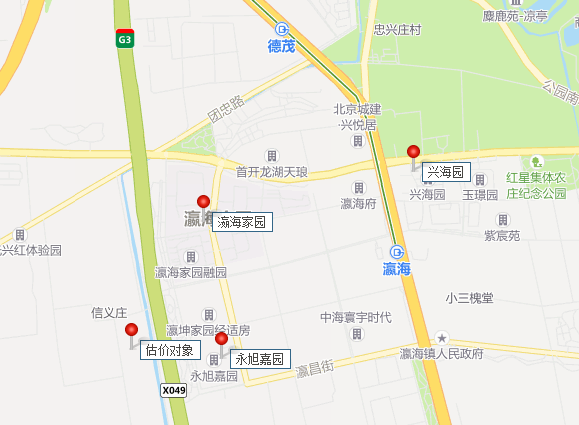 麋鹿苑-凉亭
忠兴庄村
G3
德茂
公园南
团忠路
北京城建
·兴悦居
首开龙湖天琅
兴海园
红星集体农
庄纪念公园
兴海园
玉璟园
瀛海府
瀛海家园
紫宸苑
兴红体验园
瀛海家园融园
瀛海
小三槐堂
信义庄
瀛坤家园经适房
中海寰宇时代
估价对象
永旭嘉园
瀛海镇人民政府
永旭嘉园
瀛昌街
X049